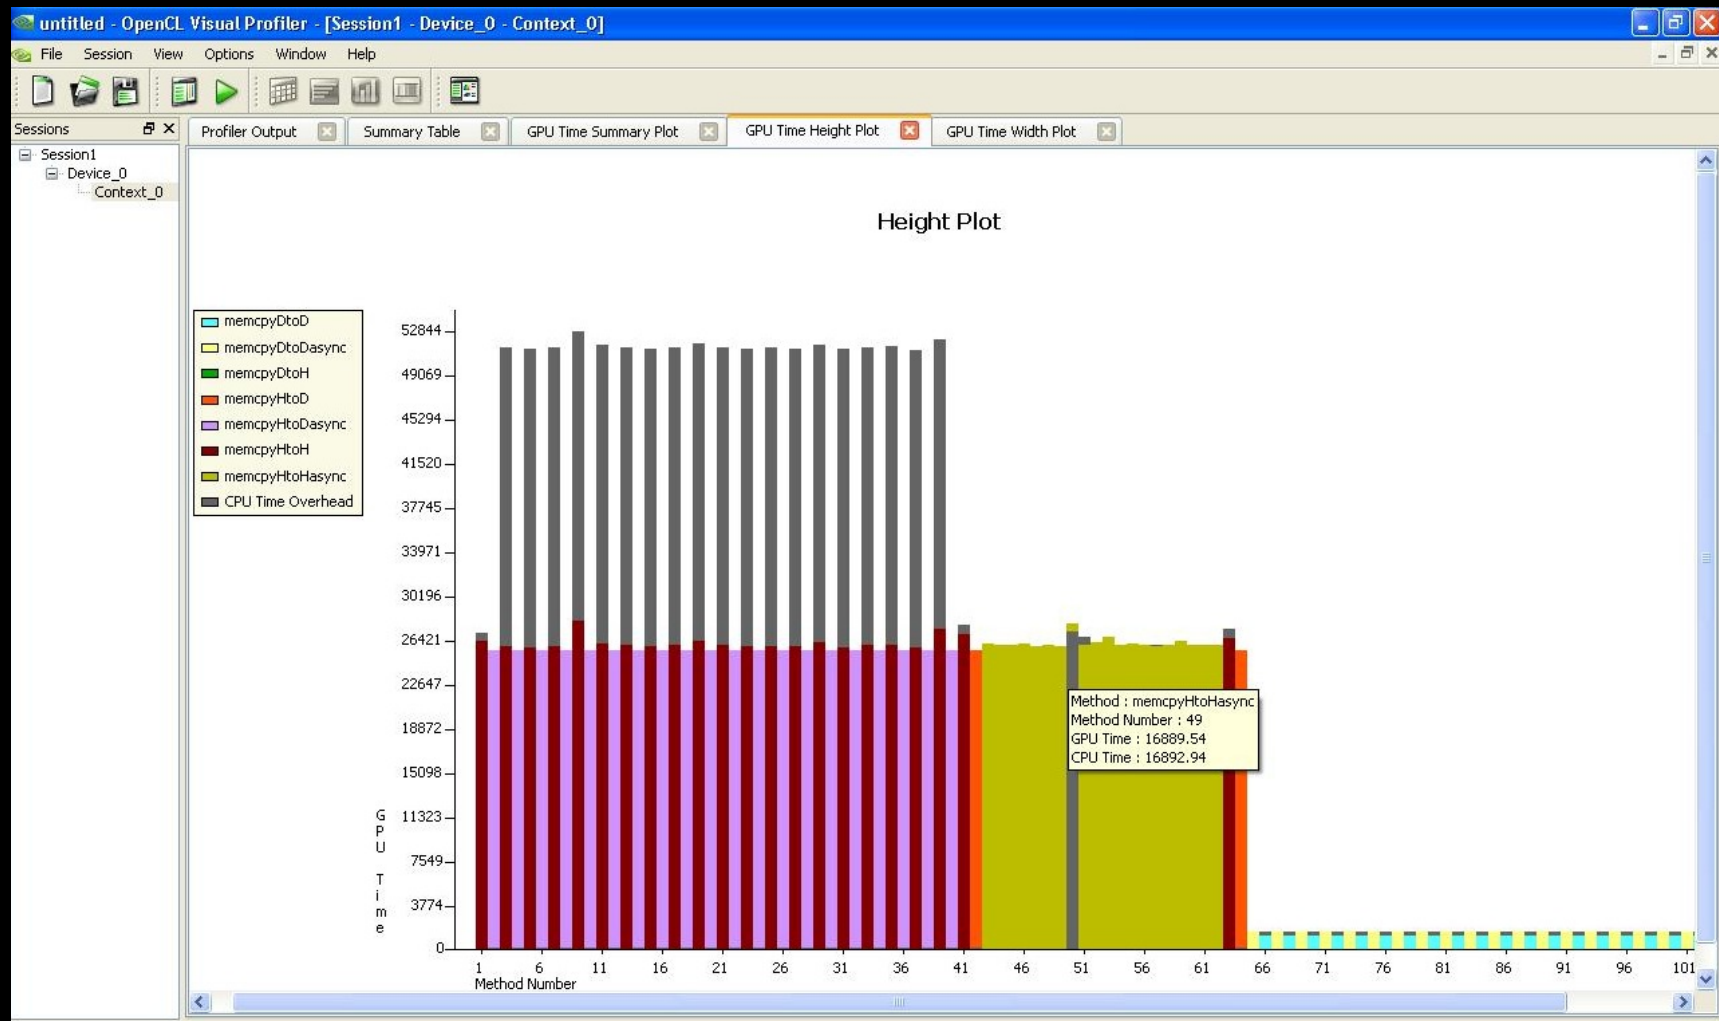 untitled - OpenCL Visual Profiler - [Session1 - Device_0 - Context_0]
File Session View Options Window Help
Sessions
Session1
Device_0
Context_0
Profiler Output
Summary Table
GPU Time Summary Plot
GPU Time Height Plot
GPU Time Width Plot
Height Plot
memcpyDtoD
memcpyDtoDasync
memcpyDtoH
memcpyHtoD
memcpyHtoDasync
memcpyHtoH
memcpyHtoHasync
CPU Time Overhead
52844
49069
45294
41520
37745
33971
30196
26421
22647
18872
15098
11323
7549
3774
0
GPU Time
Method : memcpyHtoHasync
Method Number : 49
GPU Time : 16889.54
CPU Time : 16892.94
1 6 11 16 21 26 31 36 41 46 51 56 61 66 71 76 81 86 91 96 101
Method Number